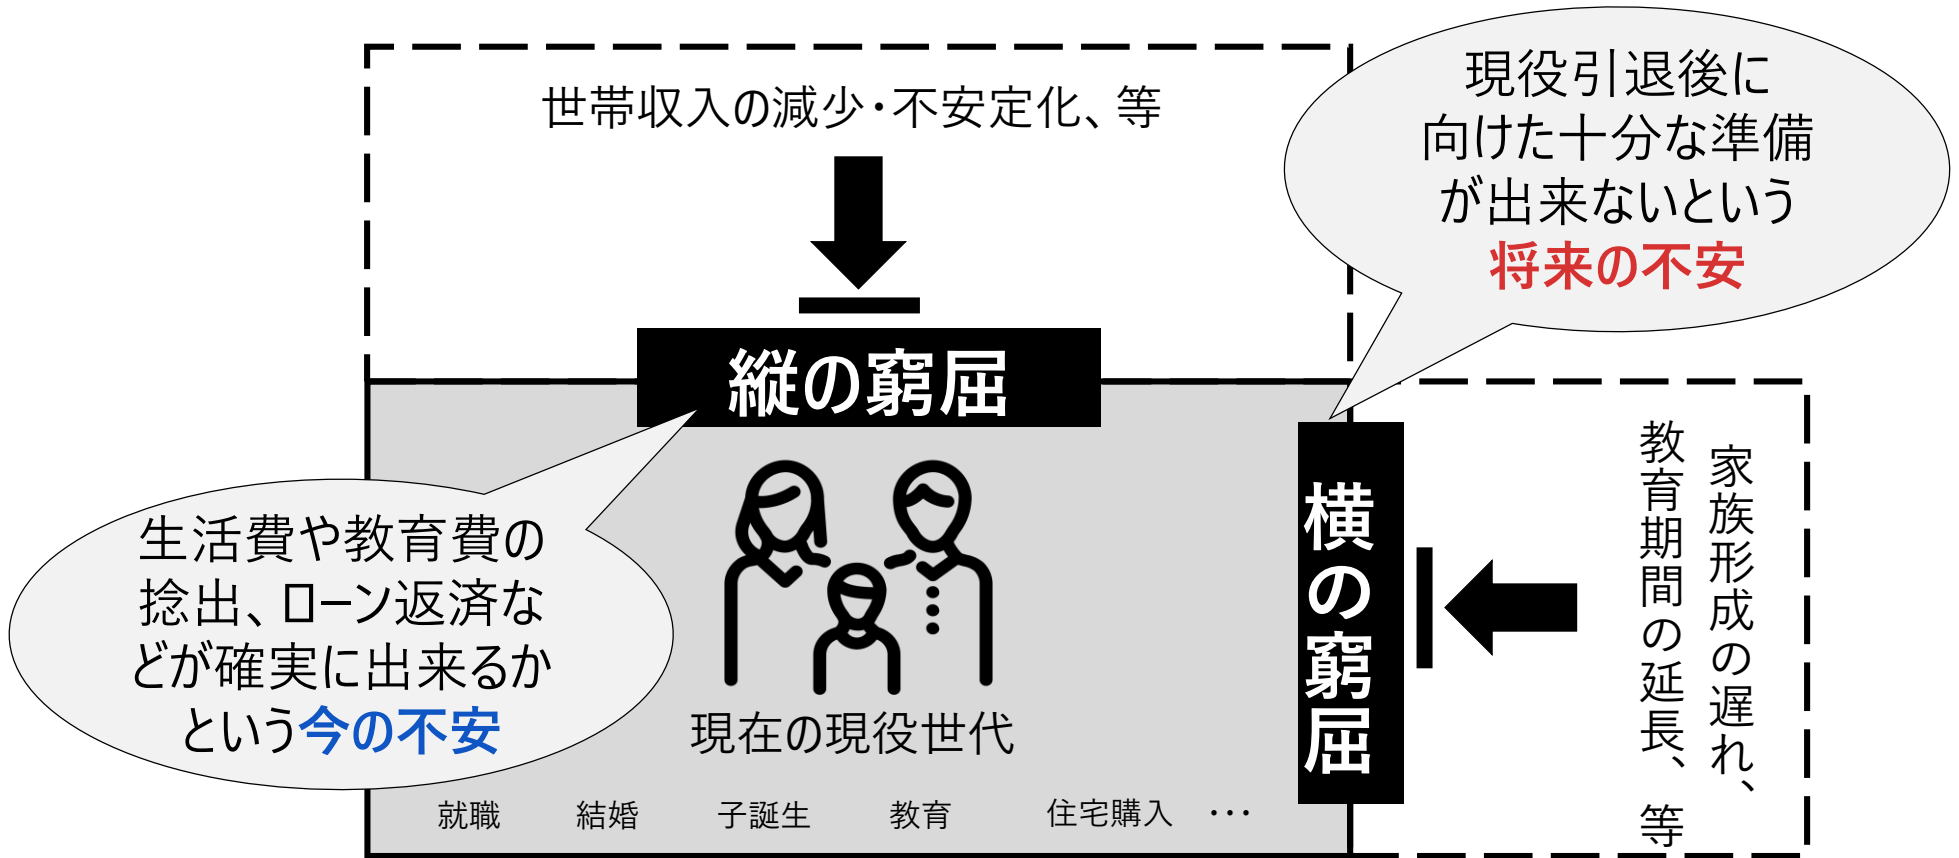 世帯収入の減少・不安定化、等
現役引退後に
向けた十分な準備
が出来ないという
将来の不安
縦の窮屈
横の窮屈
家族形成の遅れ、
教育期間の延長、等
生活費や教育費の
捻出、ローン返済な
どが確実に出来るか
という今の不安
現在の現役世代
就職 結婚 子誕生 教育 住宅購入 ・・・